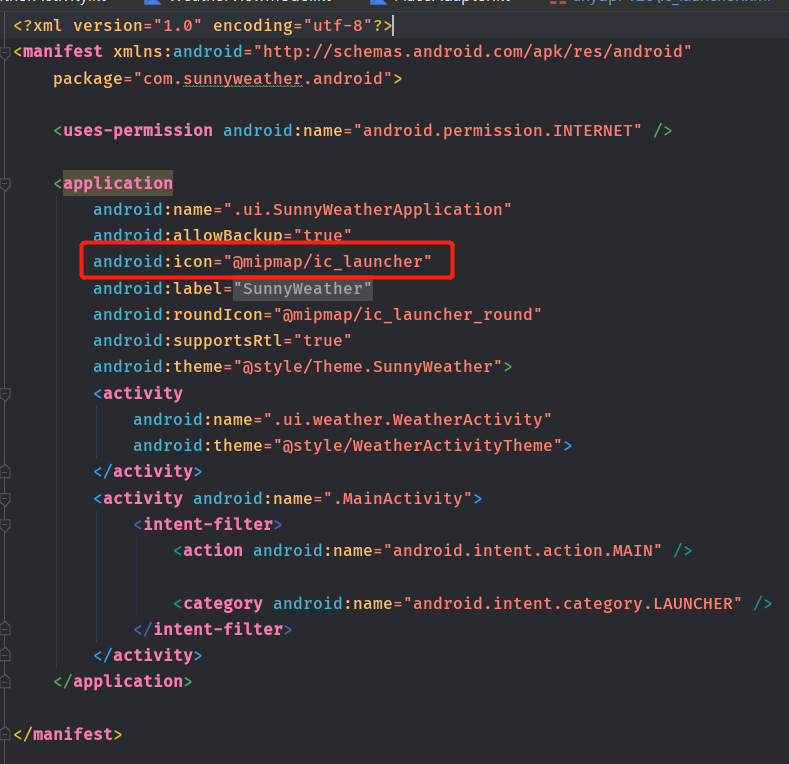 <?xml version="1.0" encoding="utf-8"?>
<manifest xmlns:android="http://schemas.android.com/apk/res/android"
    package="com.sunnyweather.android">

    <uses-permission android:name="android.permission.INTERNET" />

    <application
        android:name=".ui.SunnyWeatherApplication"
        android:allowBackup="true"
        android:icon="@mipmap/ic_launcher"
        android:label="SunnyWeather"
        android:roundIcon="@mipmap/ic_launcher_round"
        android:supportsRtl="true"
        android:theme="@style/Theme.SunnyWeather">
        <activity
            android:name=".ui.weather.WeatherActivity"
            android:theme="@style/WeatherActivityTheme">
        </activity>
        <activity android:name=".MainActivity">
            <intent-filter>
                <action android:name="android.intent.action.MAIN" />

                <category android:name="android.intent.category.LAUNCHER" />
            </intent-filter>
        </activity>
    </application>

</manifest>